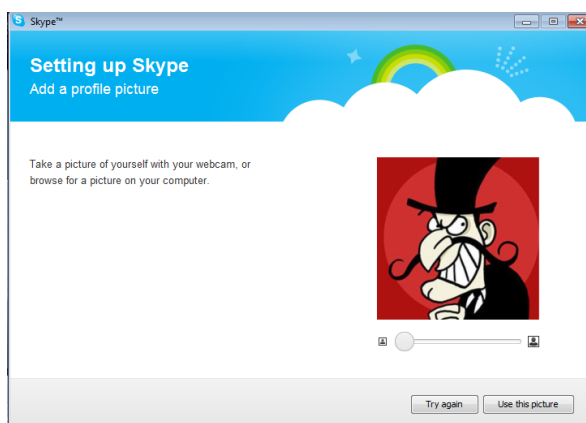 Skype™
Setting up Skype
Add a profile picture
Take a picture of yourself with your webcam, or
browse for a picture on your computer.
Try again
Use this picture